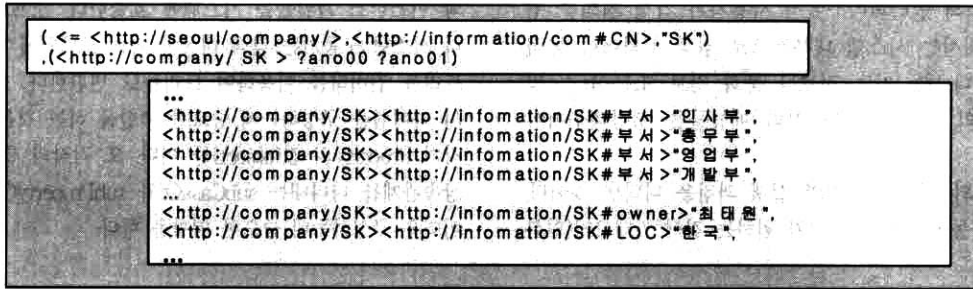 ( <= <http://seoul/company/>,<http://information/com#CN>,"SK")
,(<http://company/ SK > ?ano00 ?ano01)
...
<http://company/SK><http://infomation/SK#부서>"인사부",
<http://company/SK><http://infomation/SK#부서>"총무부",
<http://company/SK><http://infomation/SK#부서>"영업부",
<http://company/SK><http://infomation/SK#부서>"개발부",
...
<http://company/SK><http://infomation/SK#owner>"최태원",
<http://company/SK><http://infomation/SK#LOC>"한국",
...